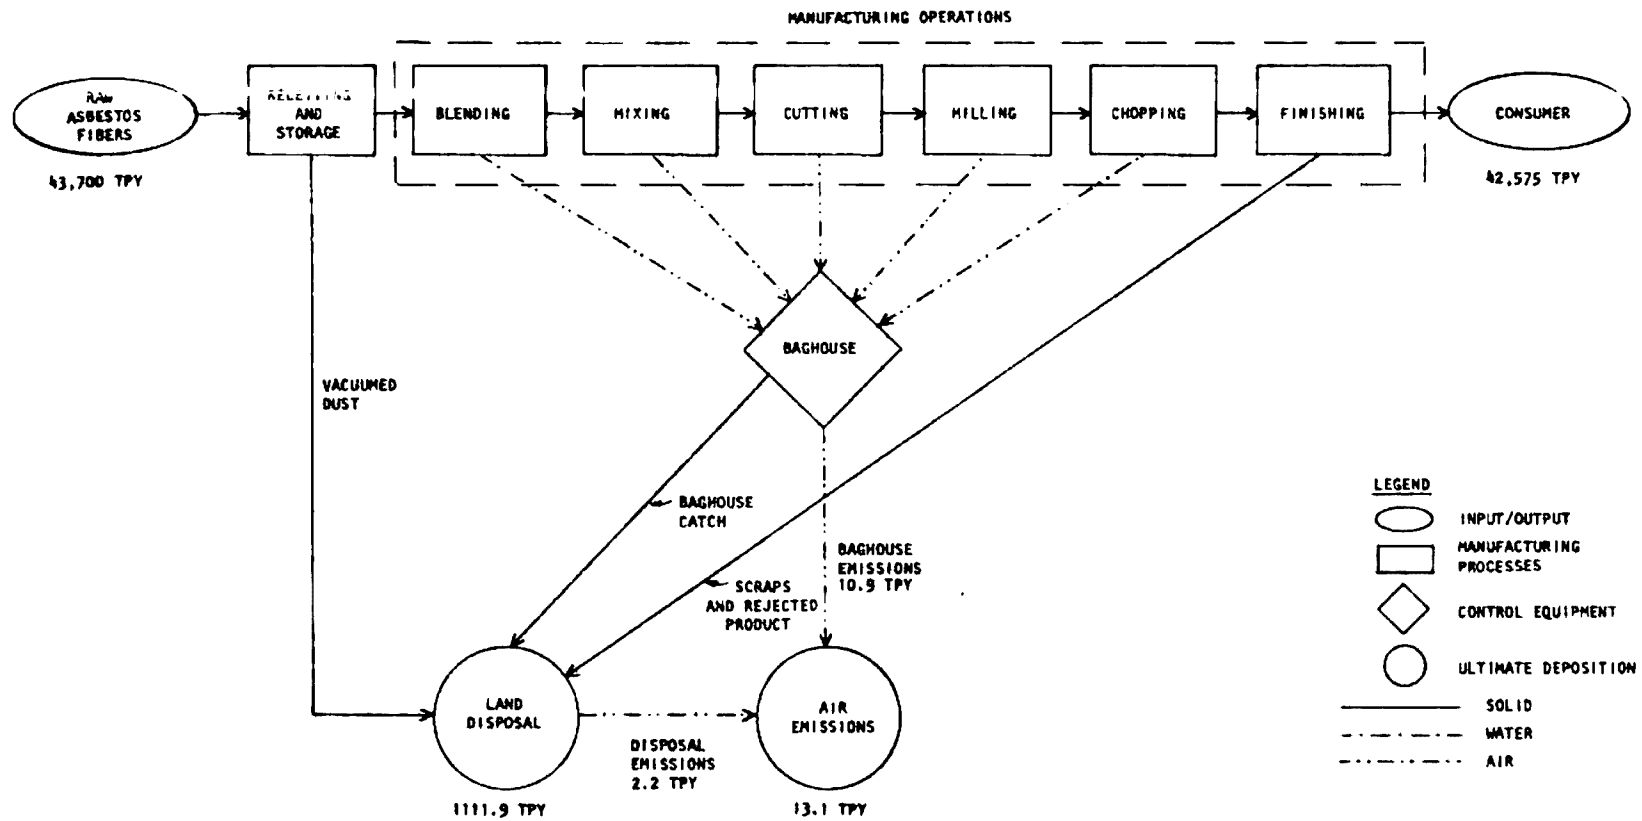 MANUFACTURING OPERATIONS
RAW
ASBESTOS
FIBERS
43,700 TPY
RECEIVING
AND
STORAGE
BLENDING
MIXING
CUTTING
MILLING
CHOPPING
FINISHING
CONSUMER
42,575 TPY
BAGHOUSE
VACUUMED
DUST
BAGHOUSE
CATCH
BAGHOUSE
EMISSIONS
10.9 TPY
SCRAPS
AND REJECTED
PRODUCT
LAND
DISPOSAL
1111.9 TPY
DISPOSAL
EMISSIONS
2.2 TPY
AIR
EMISSIONS
13.1 TPY
LEGEND
INPUT/OUTPUT
MANUFACTURING
PROCESSES
CONTROL EQUIPMENT
ULTIMATE DEPOSITION
SOLID
WATER
AIR